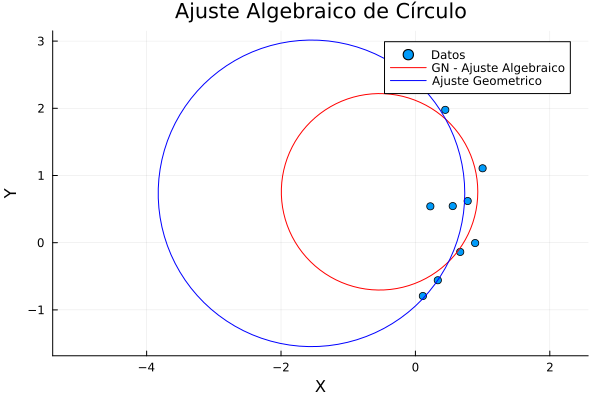 Ajuste Algebraico de Círculo
Datos
GN - Ajuste Algebraico
Ajuste Geometrico
3
2
1
0
−1
Y
−4
−2
0
2
X